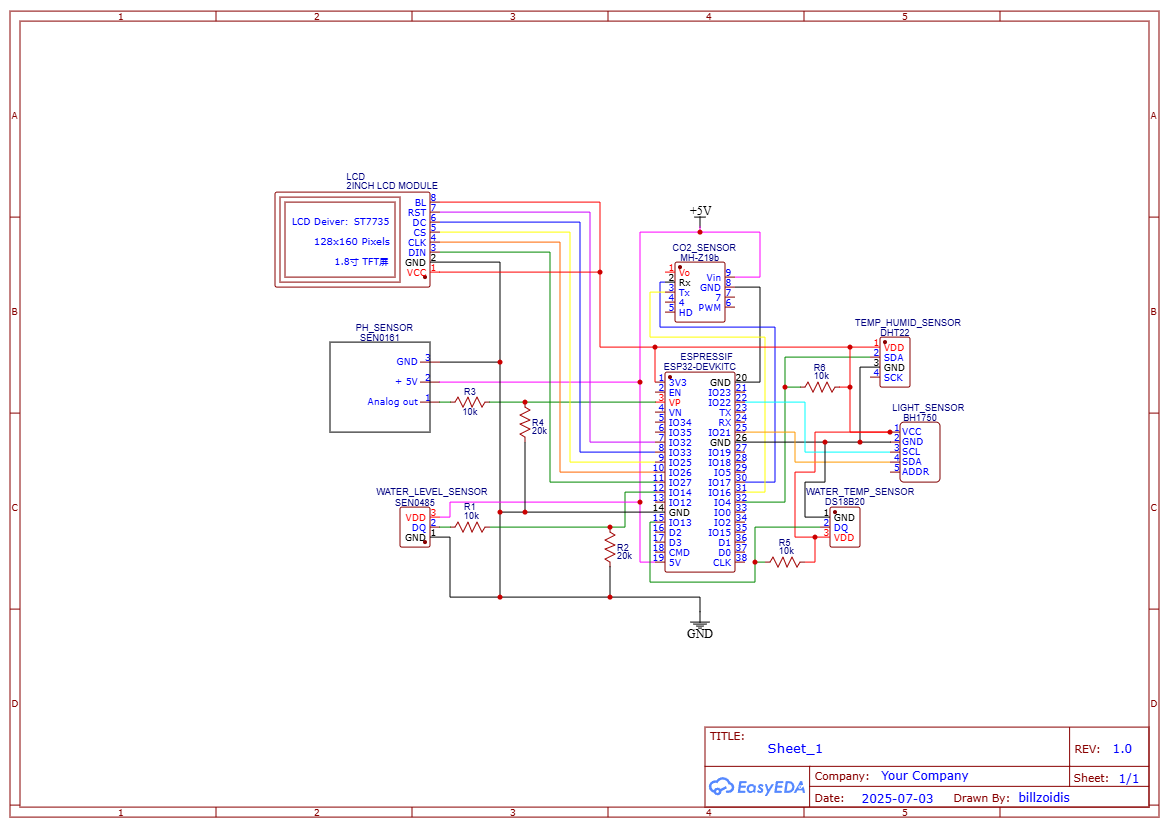 1 2 3 4 5
A A
B B
C C
D D
LCD
2INCH LCD MODULE
LCD Deiver: ST7735
128x160 Pixels
1.8寸 TFT屏
BL 8
RST 7
DC 6
CS 5
CLK 4
DIN 3
GND 2
VCC 1
+5V
CO2_SENSOR
MH-Z19b
1 Vo
2 Rx
3 Tx
4 4
5 HD
Vin 9
GND 8
7 7
PWM 6
PH_SENSOR
SEN0161
GND 3
+ 5V 2
Analog out 1
R3
10k
R4
20k
TEMP_HUMID_SENSOR
DHT22
1 VDD
2 SDA
3 GND
4 SCK
R6
10k
ESPRESSIF
ESP32-DEVKITC
1 3V3
2 EN
3 VP
4 VN
5 IO34
6 IO35
7 IO32
8 IO33
9 IO25
10 IO26
11 IO27
12 IO14
13 IO12
14 GND
15 IO13
16 D2
17 D3
18 CMD
19 5V
GND 20
IO23 21
IO22 22
TX 23
RX 24
IO21 25
GND 26
IO19 27
IO18 28
IO5 29
IO17 30
IO16 31
IO4 32
IO0 33
IO2 34
IO15 35
D1 36
D0 37
CLK 38
LIGHT_SENSOR
BH1750
1 VCC
2 GND
3 SCL
4 SDA
5 ADDR
WATER_LEVEL_SENSOR
SEN0485
VDD 3
DQ 2
GND 1
R1
10k
R2
20k
WATER_TEMP_SENSOR
DS18B20
1 GND
2 DQ
3 VDD
R5
10k
GND
TITLE:
Sheet_1
REV: 1.0
EasyEDA
Company: Your Company
Sheet: 1/1
Date: 2025-07-03 Drawn By: billzoidis
1 2 3 4 5